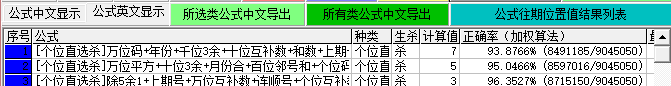 公式中文显示 公式英文显示 所选类公式中文导出 所有类公式中文导出 公式往期位置值结果列表
序号 公式 种类 生杀 计算值 正确率（加权算法）
1 [个位直选杀]万位码+年份+千位3余+十位互补数+和数+上期 个位直 杀 7 93.8766% (8491185/9045050)
2 [个位直选杀]万位平方+十位3余+月份合+百位邻号和+个位码 个位直 杀 5 95.0466% (8597016/9045050)
3 [个位直选杀]除5余1+上期号+万位互补数+连顺号+个位互 个位直 杀 3 96.3527% (8715150/9045050)